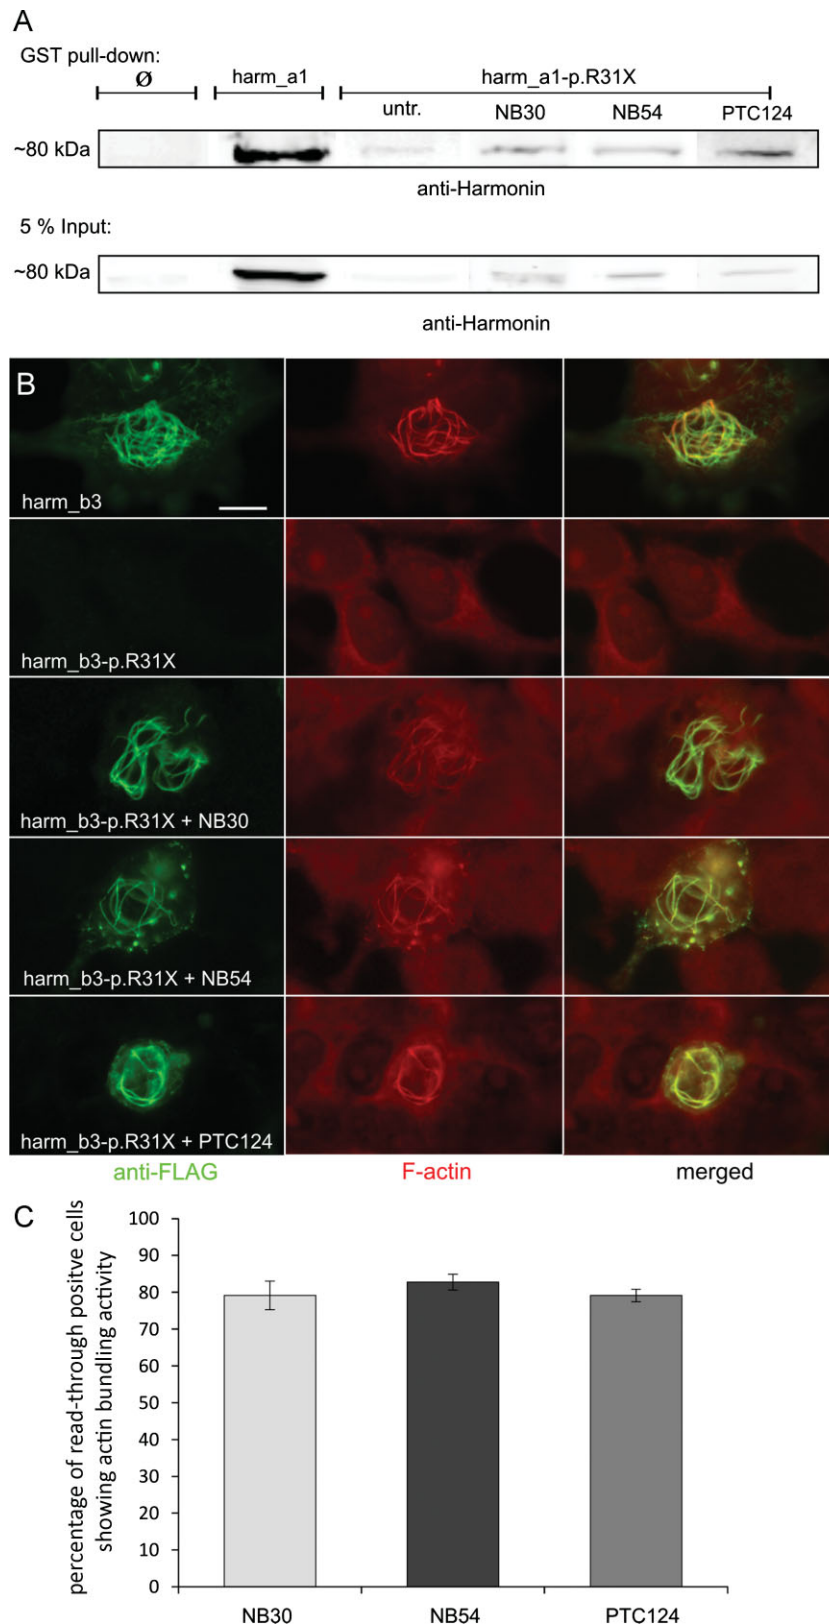 A
GST pull-down:
Ø harm_a1 harm_a1-p.R31X
untr. NB30 NB54 PTC124
~80 kDa
anti-Harmonin
5 % Input:
~80 kDa
anti-Harmonin
B
harm_b3
harm_b3-p.R31X
harm_b3-p.R31X + NB30
harm_b3-p.R31X + NB54
harm_b3-p.R31X + PTC124
anti-FLAG F-actin merged
C
percentage of read-through positve cells
showing actin bundling activity
100
90
80
70
60
50
40
30
20
10
0
NB30 NB54 PTC124